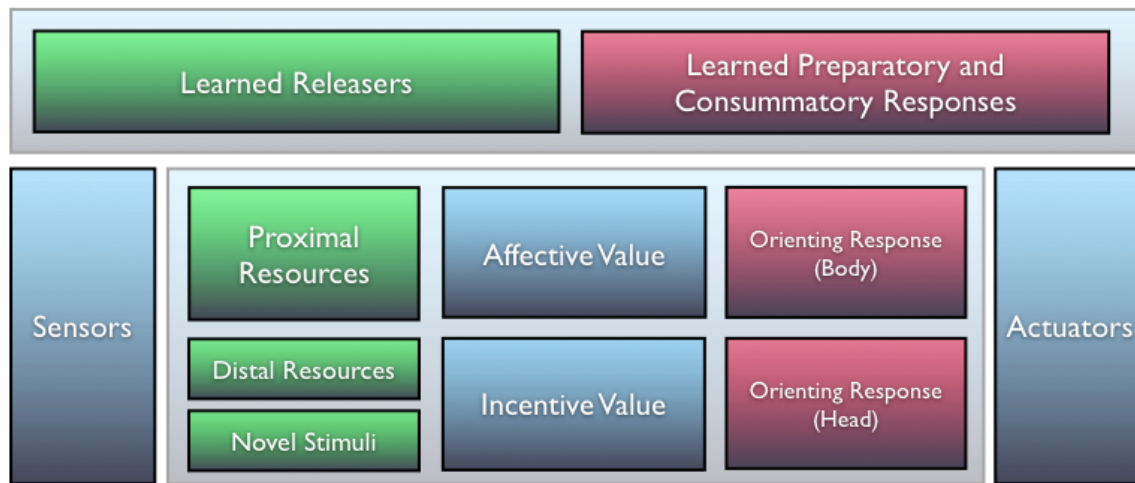 Learned Releasers
Learned Preparatory and
Consummatory Responses
Sensors
Proximal
Resources
Distal Resources
Novel Stimuli
Affective Value
Incentive Value
Orienting Response
(Body)
Orienting Response
(Head)
Actuators